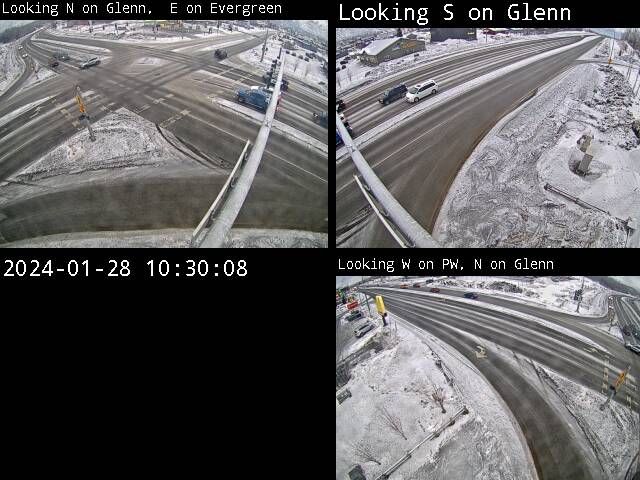 Looking N on Glenn,  E on Evergreen
Looking S on Glenn
2024-01-28 10:30:08
Looking W on PW, N on Glenn